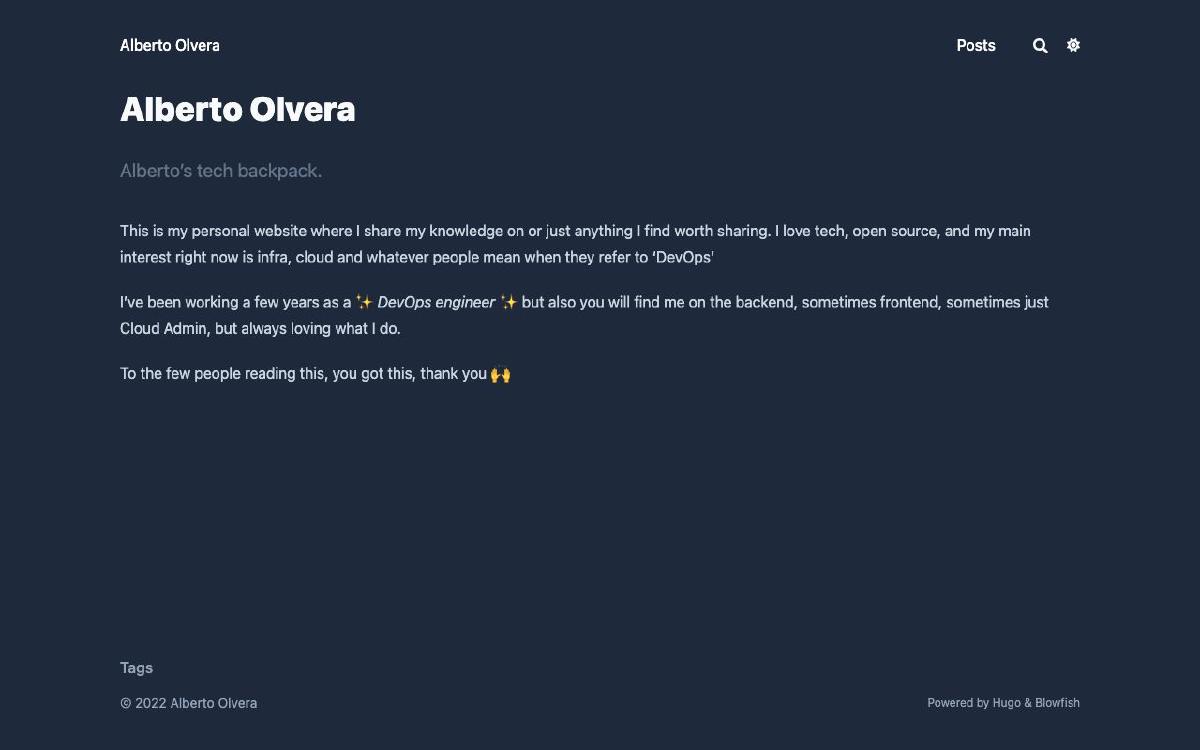 Alberto Olvera
Posts
Alberto Olvera
Alberto’s tech backpack.
This is my personal website where I share my knowledge on or just anything I find worth sharing. I love tech, open source, and my main
interest right now is infra, cloud and whatever people mean when they refer to ‘DevOps’
I’ve been working a few years as a ✨ DevOps engineer ✨ but also you will find me on the backend, sometimes frontend, sometimes just
Cloud Admin, but always loving what I do.
To the few people reading this, you got this, thank you 🙌
Tags
© 2022 Alberto Olvera
Powered by Hugo & Blowfish